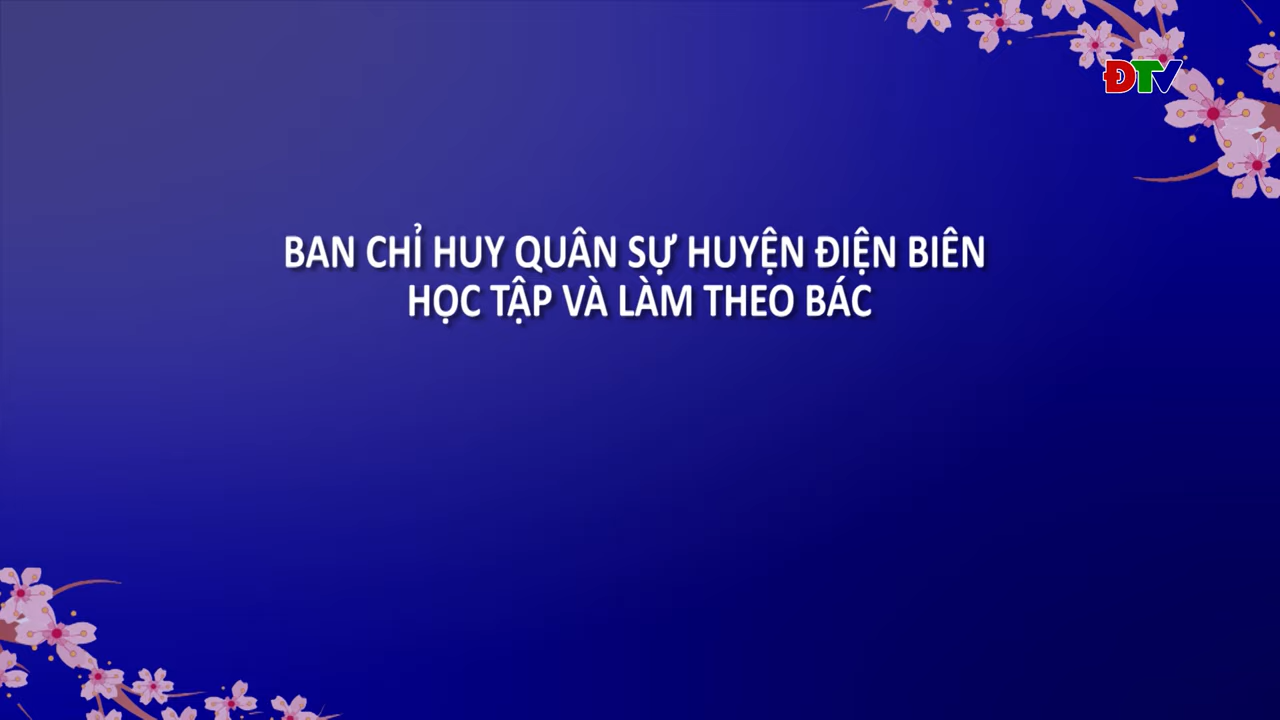 ĐTV
BAN CHỈ HUY QUÂN SỰ HUYỆN ĐIỆN BIÊN
HỌC TẬP VÀ LÀM THEO BÁC